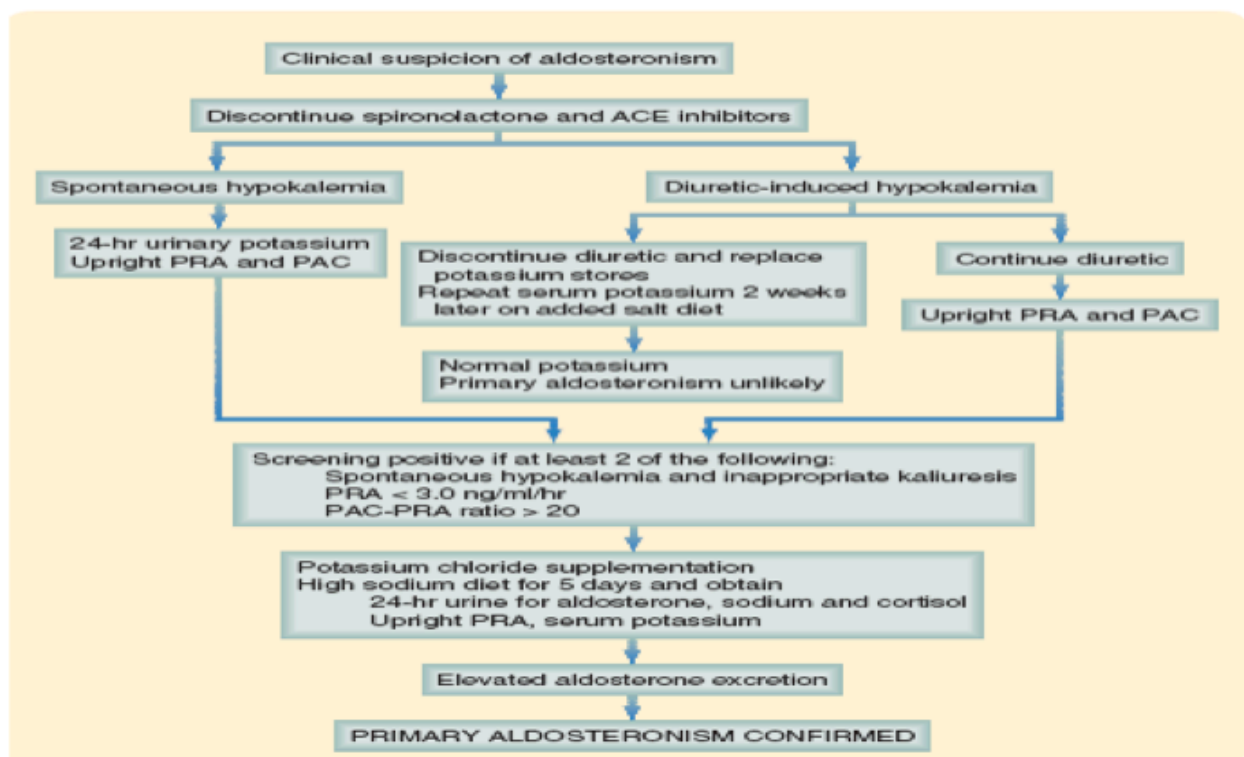 Clinical suspicion of aldosteronism
Discontinue spironolactone and ACE inhibitors
Spontaneous hypokalemia
Diuretic-induced hypokalemia
24-hr urinary potassium
Upright PRA and PAC
Discontinue diuretic and replace
potassium stores
Repeat serum potassium 2 weeks
later on added salt diet
Continue diuretic
Upright PRA and PAC
Normal potassium
Primary aldosteronism unlikely
Screening positive if at least 2 of the following:
Spontaneous hypokalemia and inappropriate kaliuresis
PRA < 3.0 ng/ml/hr
PAC-PRA ratio > 20
Potassium chloride supplementation
High sodium diet for 5 days and obtain
24-hr urine for aldosterone, sodium and cortisol
Upright PRA, serum potassium
Elevated aldosterone excretion
PRIMARY ALDOSTERONISM CONFIRMED